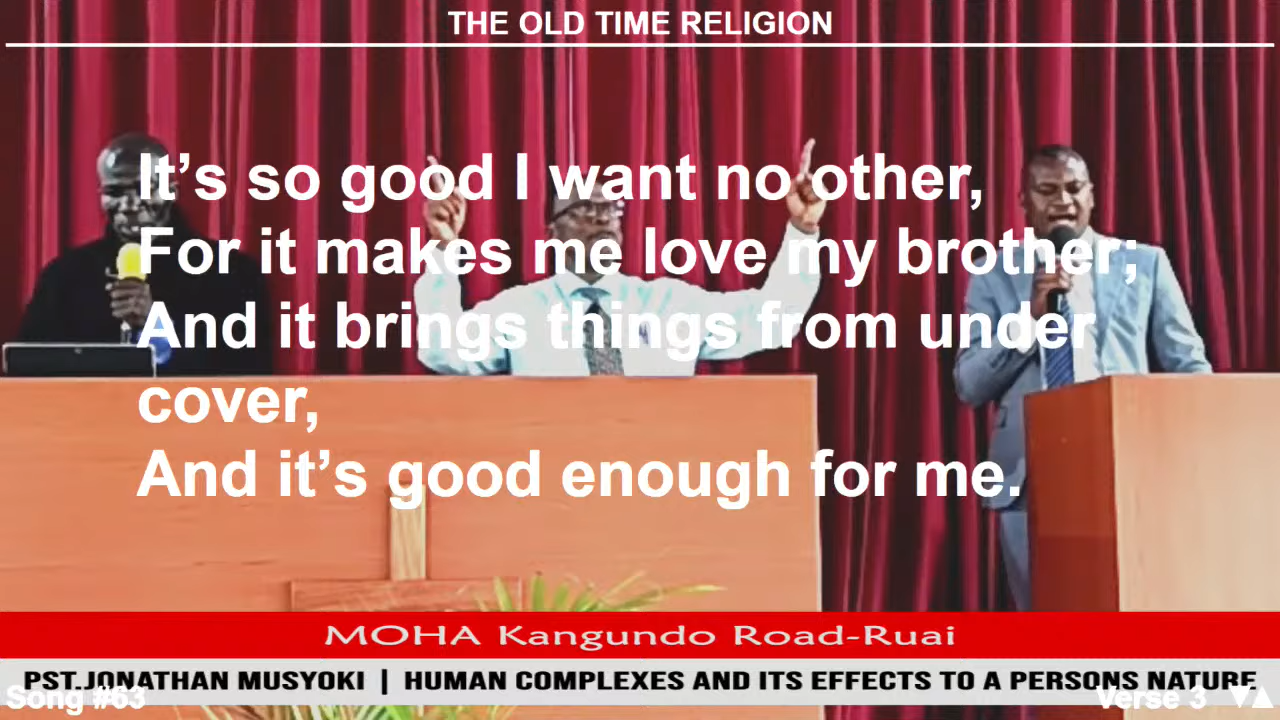 THE OLD TIME RELIGION
It’s so good I want no other,
For it makes me love my brother;
And it brings things from under
cover,
And it’s good enough for me.
MOHA Kangundo Road-Ruai
PST.JONATHAN MUSYOKI | HUMAN COMPLEXES AND ITS EFFECTS TO A PERSONS NATURE
Song #63
Verse 3